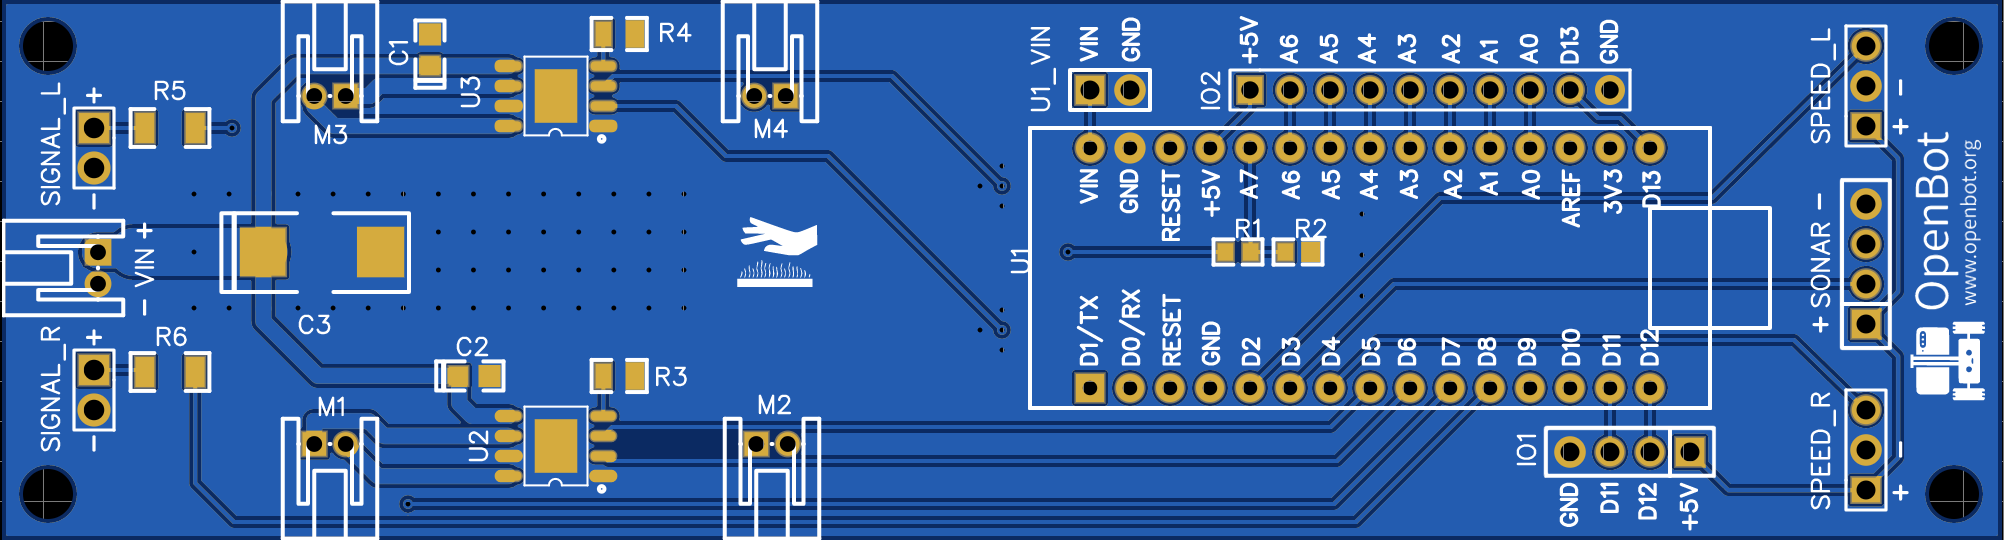 SIGNAL_L
+
-
R5
M3
C1
U3
R4
M4
U1_VIN
VIN
GND
IO2
+5V
A6
A5
A4
A3
A2
A1
A0
D13
GND
SPEED_L
-
+
VIN
GND
RESET
+5V
A7
A6
A5
A4
A3
A2
A1
A0
AREF
3V3
D13
+
VIN
-
C3
U1
R1
R2
-
SONAR
+
OpenBot
www.openbot.org
SIGNAL_R
+
-
R6
C2
R3
M1
U2
M2
D1/TX
D0/RX
RESET
GND
D2
D3
D4
D5
D6
D7
D8
D9
D10
D11
D12
IO1
GND
D11
D12
+5V
SPEED_R
-
+